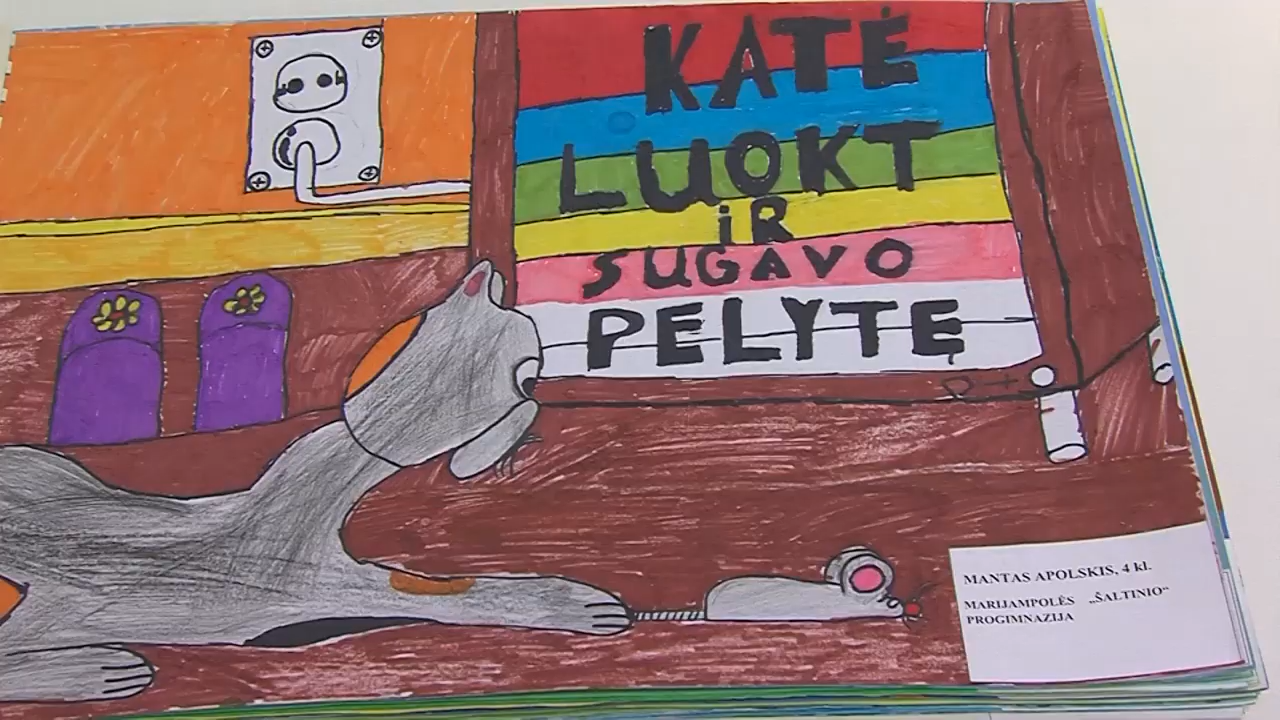 KATĖ
LUOKT
iR
SUGAVO
PELYTĘ
MANTAS APOLSKIS, 4 kl.
MARIJAMPOLĖS „ŠALTINIO"
PROGIMNAZIJA